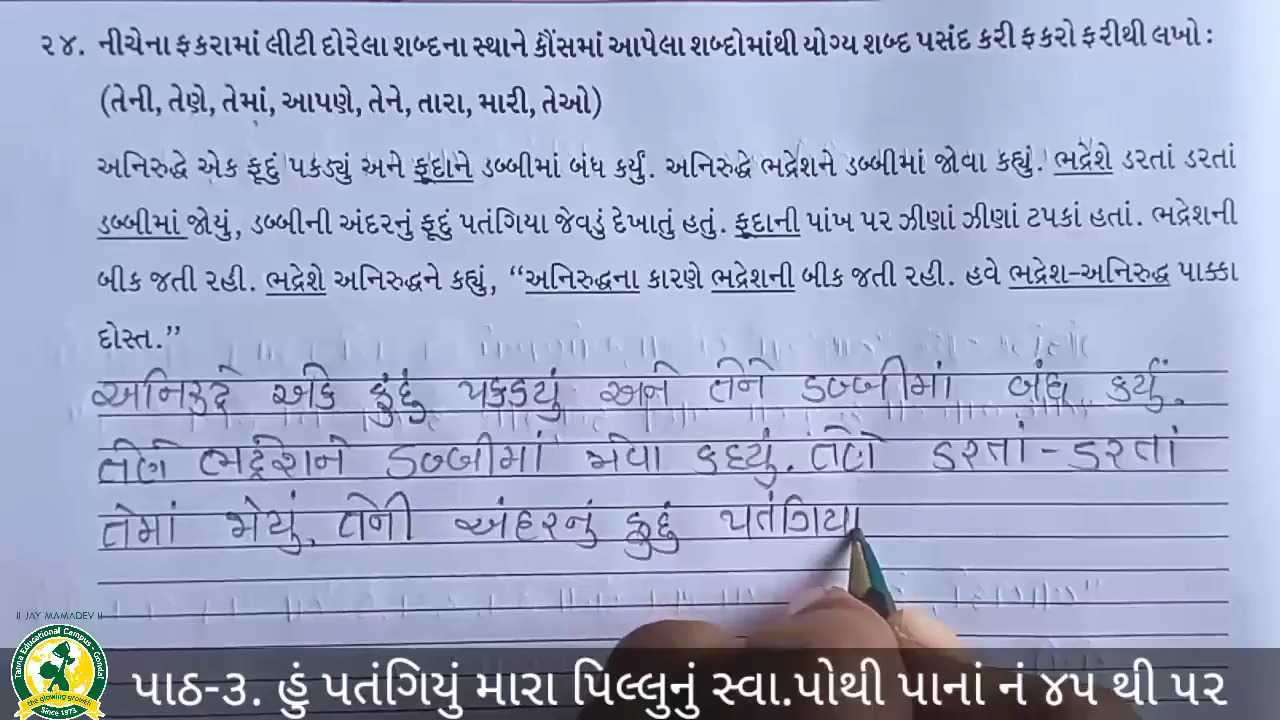 ૨૪. નીચેના ફકરામાં લીટી દોરેલા શબ્દના સ્થાને કૌંસમાં આપેલા શબ્દોમાંથી યોગ્ય શબ્દ પસંદ કરી ફકરો ફરીથી લખો :
(તેની, તેણે, તેમાં, આપણે, તેને, તારા, મારી, તેઓ)
અનિરુદ્ધે એક ફૂદું પકડ્યું અને ફૂદાને ડબ્બીમાં બંધ કર્યું. અનિરુદ્ધે ભદ્રેશને ડબ્બીમાં જોવા કહ્યું. ભદ્રેશે ડરતાં ડરતાં
ડબ્બીમાં જોયું, ડબ્બીની અંદરનું ફૂદું પતંગિયા જેવડું દેખાતું હતું. ફૂદાની પાંખ પર ઝીણાં ઝીણાં ટપકાં હતાં. ભદ્રેશની
બીક જતી રહી. ભદ્રેશે અનિરુદ્ધને કહ્યું, “અનિરુદ્ધના કારણે ભદ્રેશની બીક જતી રહી. હવે ભદ્રેશ-અનિરુદ્ધ પાક્કા
દોસ્ત.”
અનિરુદ્ધે એક ફુદું પકડયું અને તેને ડબ્બીમાં બંધ કર્યું.
તેણે ભદ્રેશને ડબ્બીમાં જોવા કહ્યું. તેણે ડરતાં-ડરતાં
તેમાં જોયું. તેની અંદરનું ફુદું પતંગિયા
॥ JAY MAMADEV ॥
Tanna Educational Campus - Gondal
the glowing growth
Since 1973
પાઠ-૩. હું પતંગિયું મારા પિલ્લુનું સ્વા.પોથી પાનાં નં ૪૫ થી ૫૨